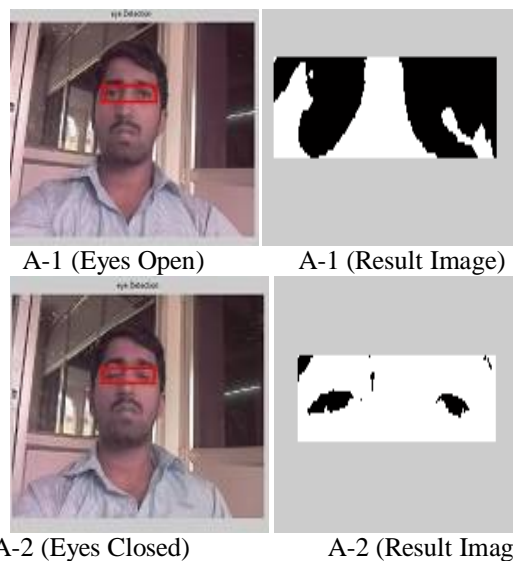 eye Detection
A-1 (Eyes Open) A-1 (Result Image)
eye Detection
A-2 (Eyes Closed) A-2 (Result Imag